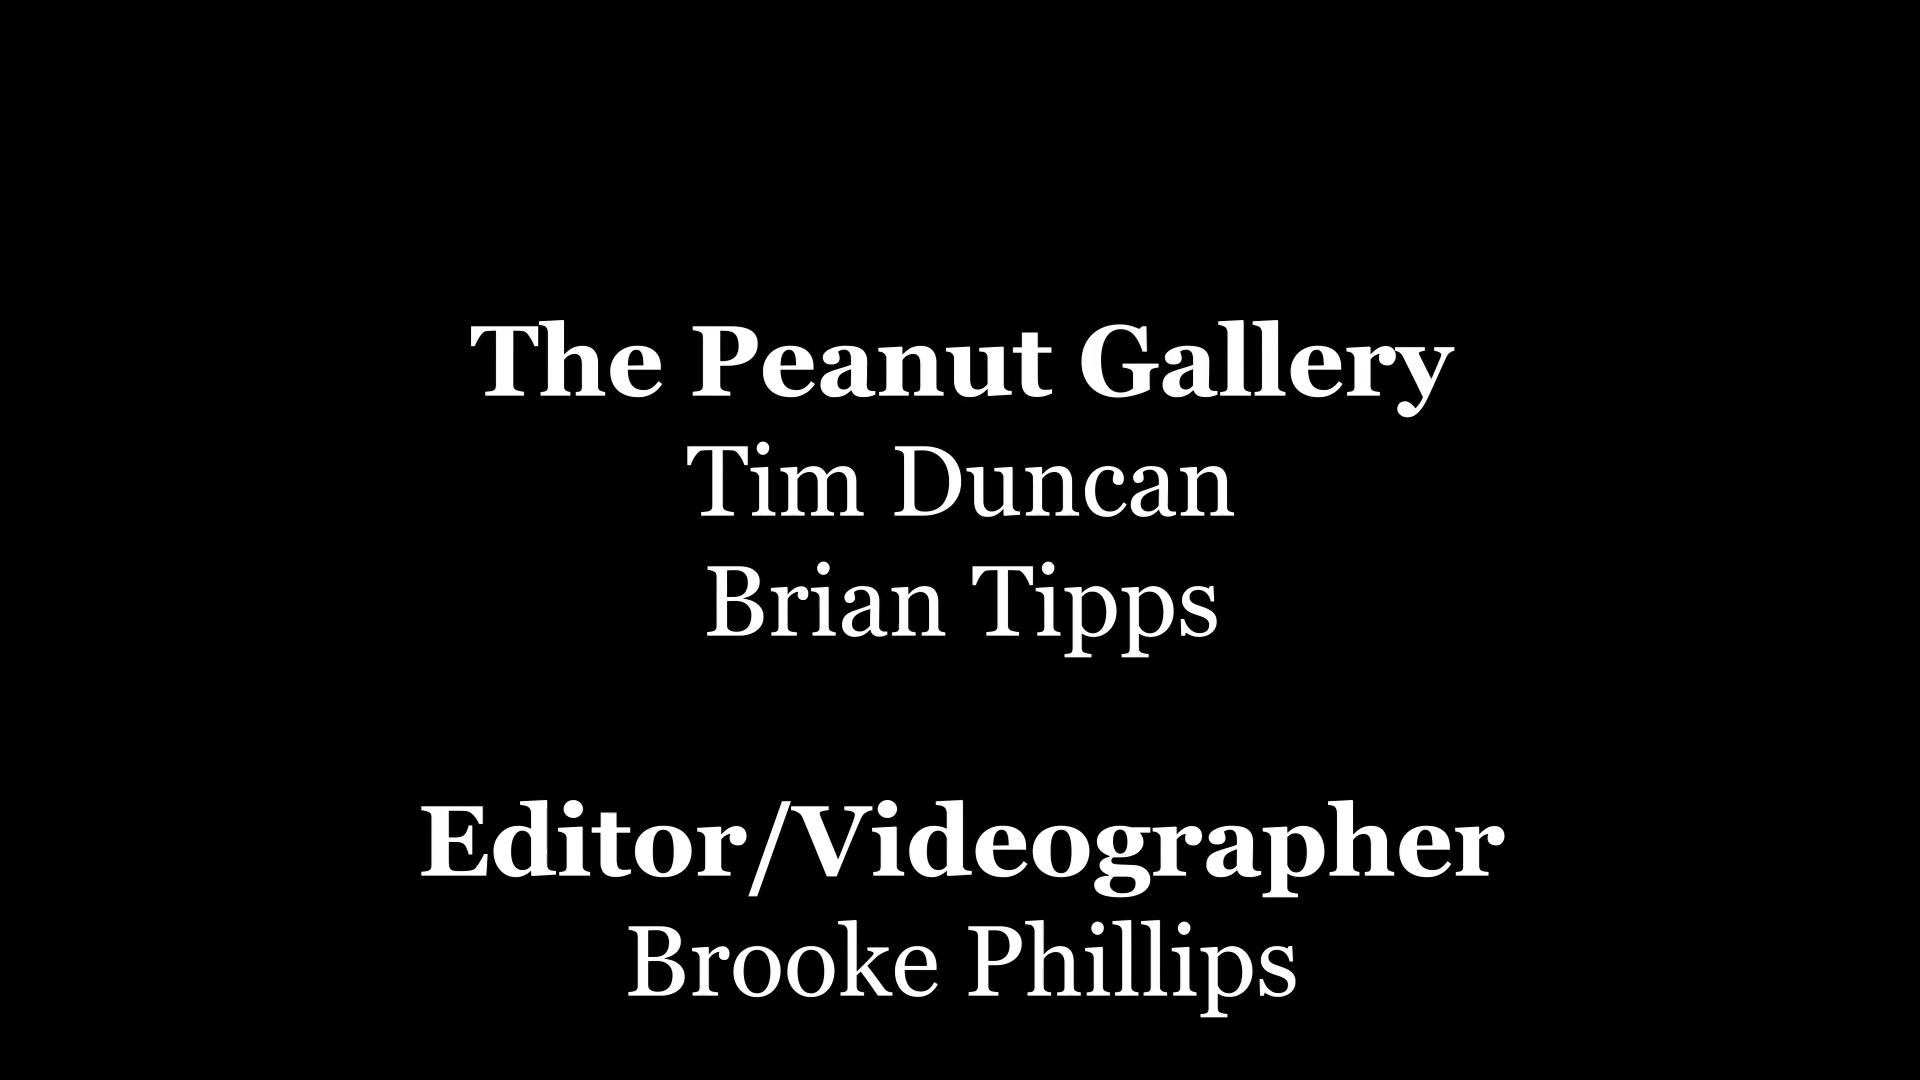 The Peanut Gallery
Tim Duncan
Brian Tipps
Editor/Videographer
Brooke Phillips